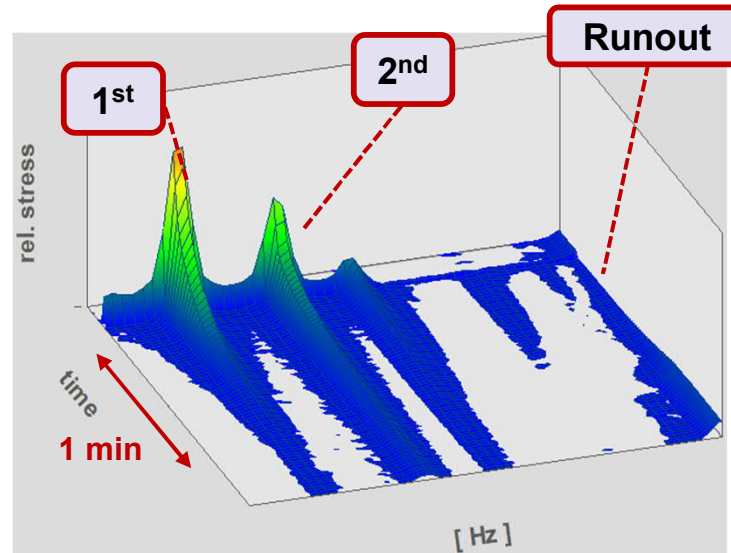 Runout
2nd
1st
rel. stress
time
1 min
[ Hz ]